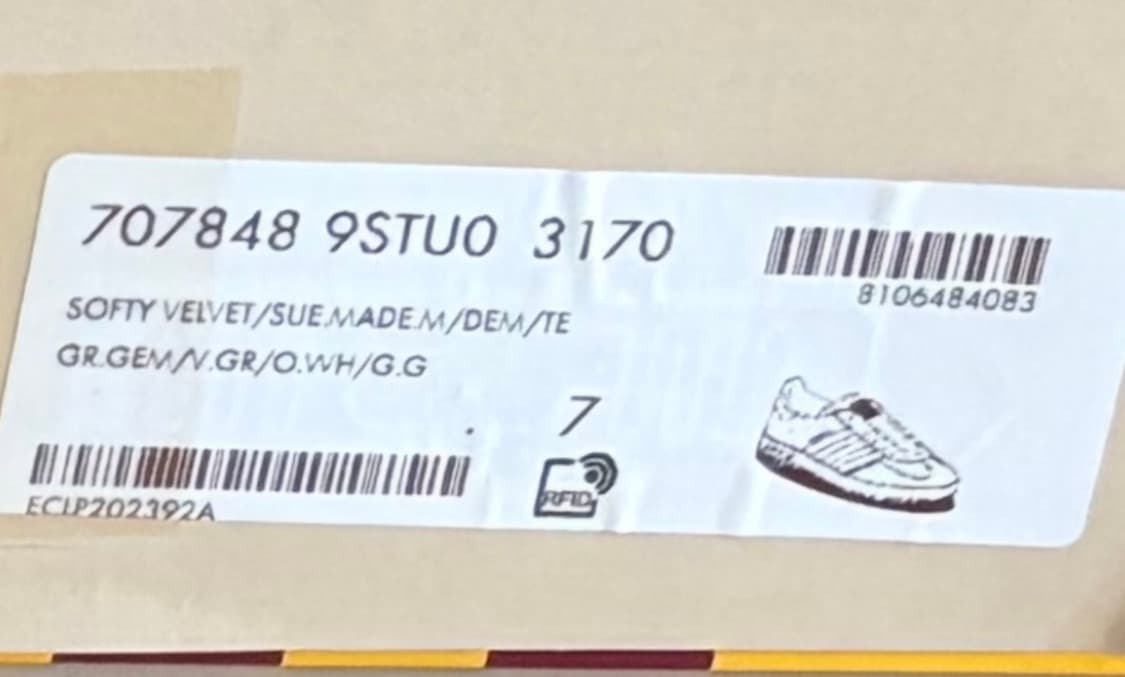 707848 9STU0 3170
8106484083
SOFTY VELVET/SUE.MADE.M/DEM/TE
GR.GEM/V.GR/O.WH/G.G
7
RFID
ECLP202392A